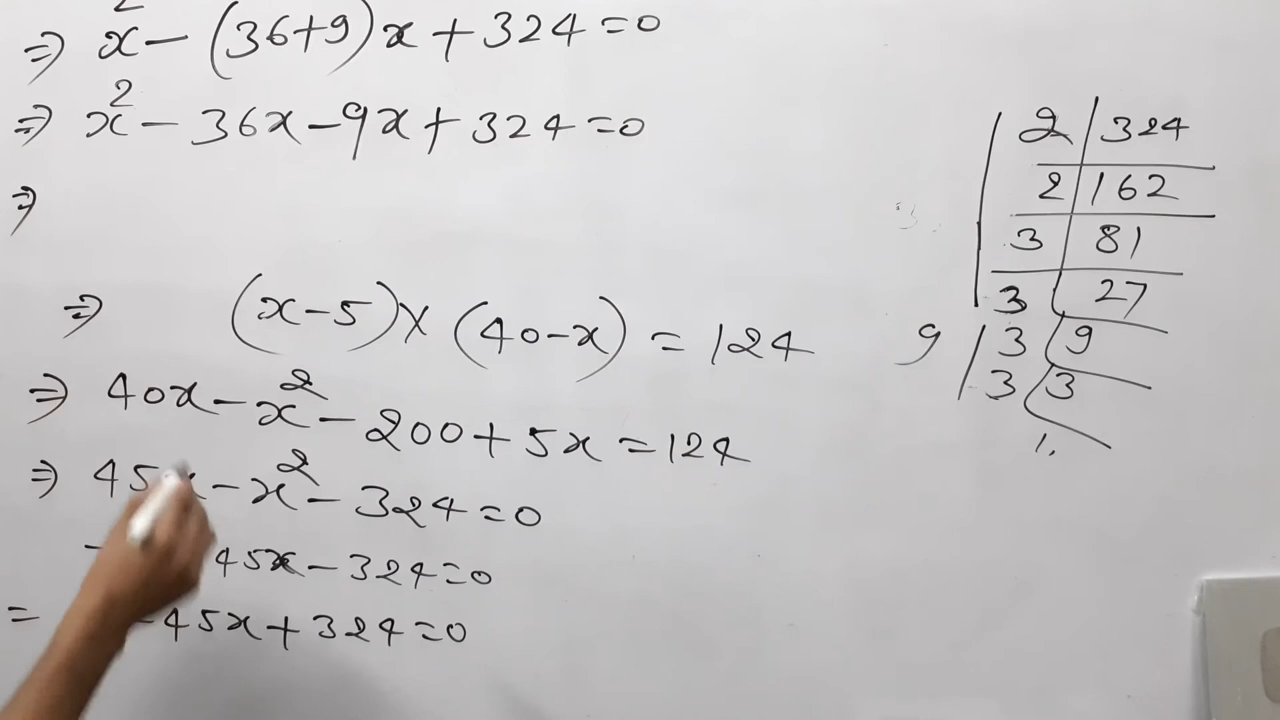 ⇒ x² - (36+9)x + 324 = 0
⇒ x² - 36x - 9x + 324 = 0
⇒
⇒ (x-5) × (40-x) = 124
⇒ 40x - x² - 200 + 5x = 124
⇒ 45x - x² - 324 = 0
45x - 324 = 0
= - 45x + 324 = 0
2 | 324
2 | 162
3 | 81
3 | 27
9 | 3 | 9
3 | 3
1.